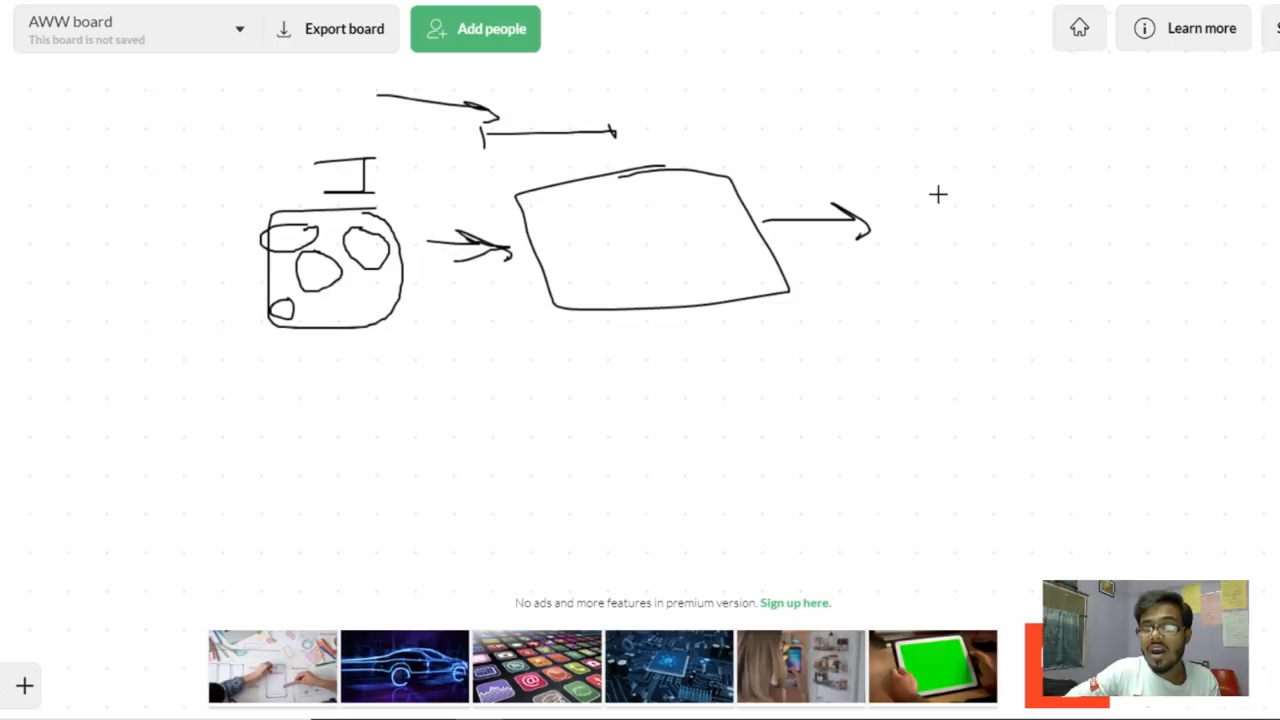 AWW board
This board is not saved
Export board
Add people
Learn more
I
No ads and more features in premium version. Sign up here.